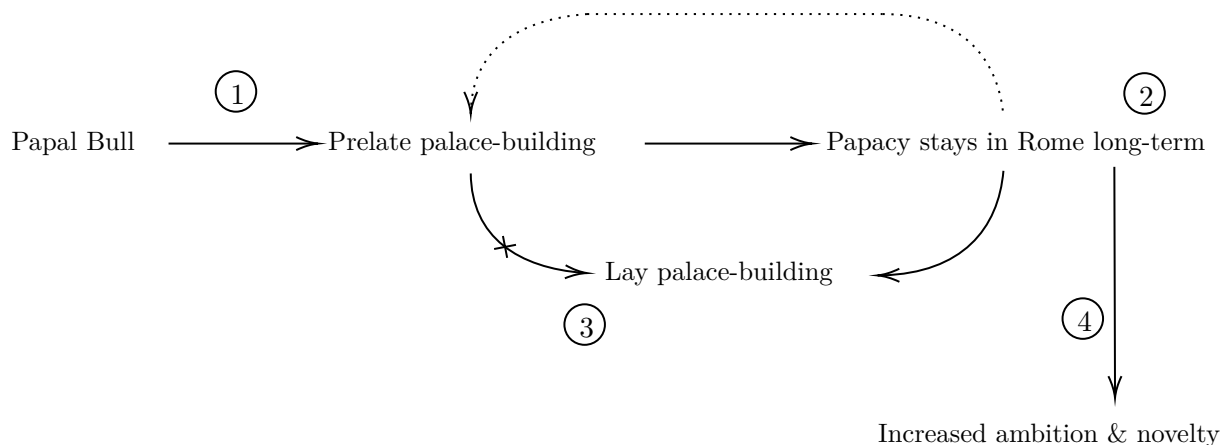 1
2
Papal Bull
Prelate palace-building
Papacy stays in Rome long-term
Lay palace-building
3
4
Increased ambition & novelty